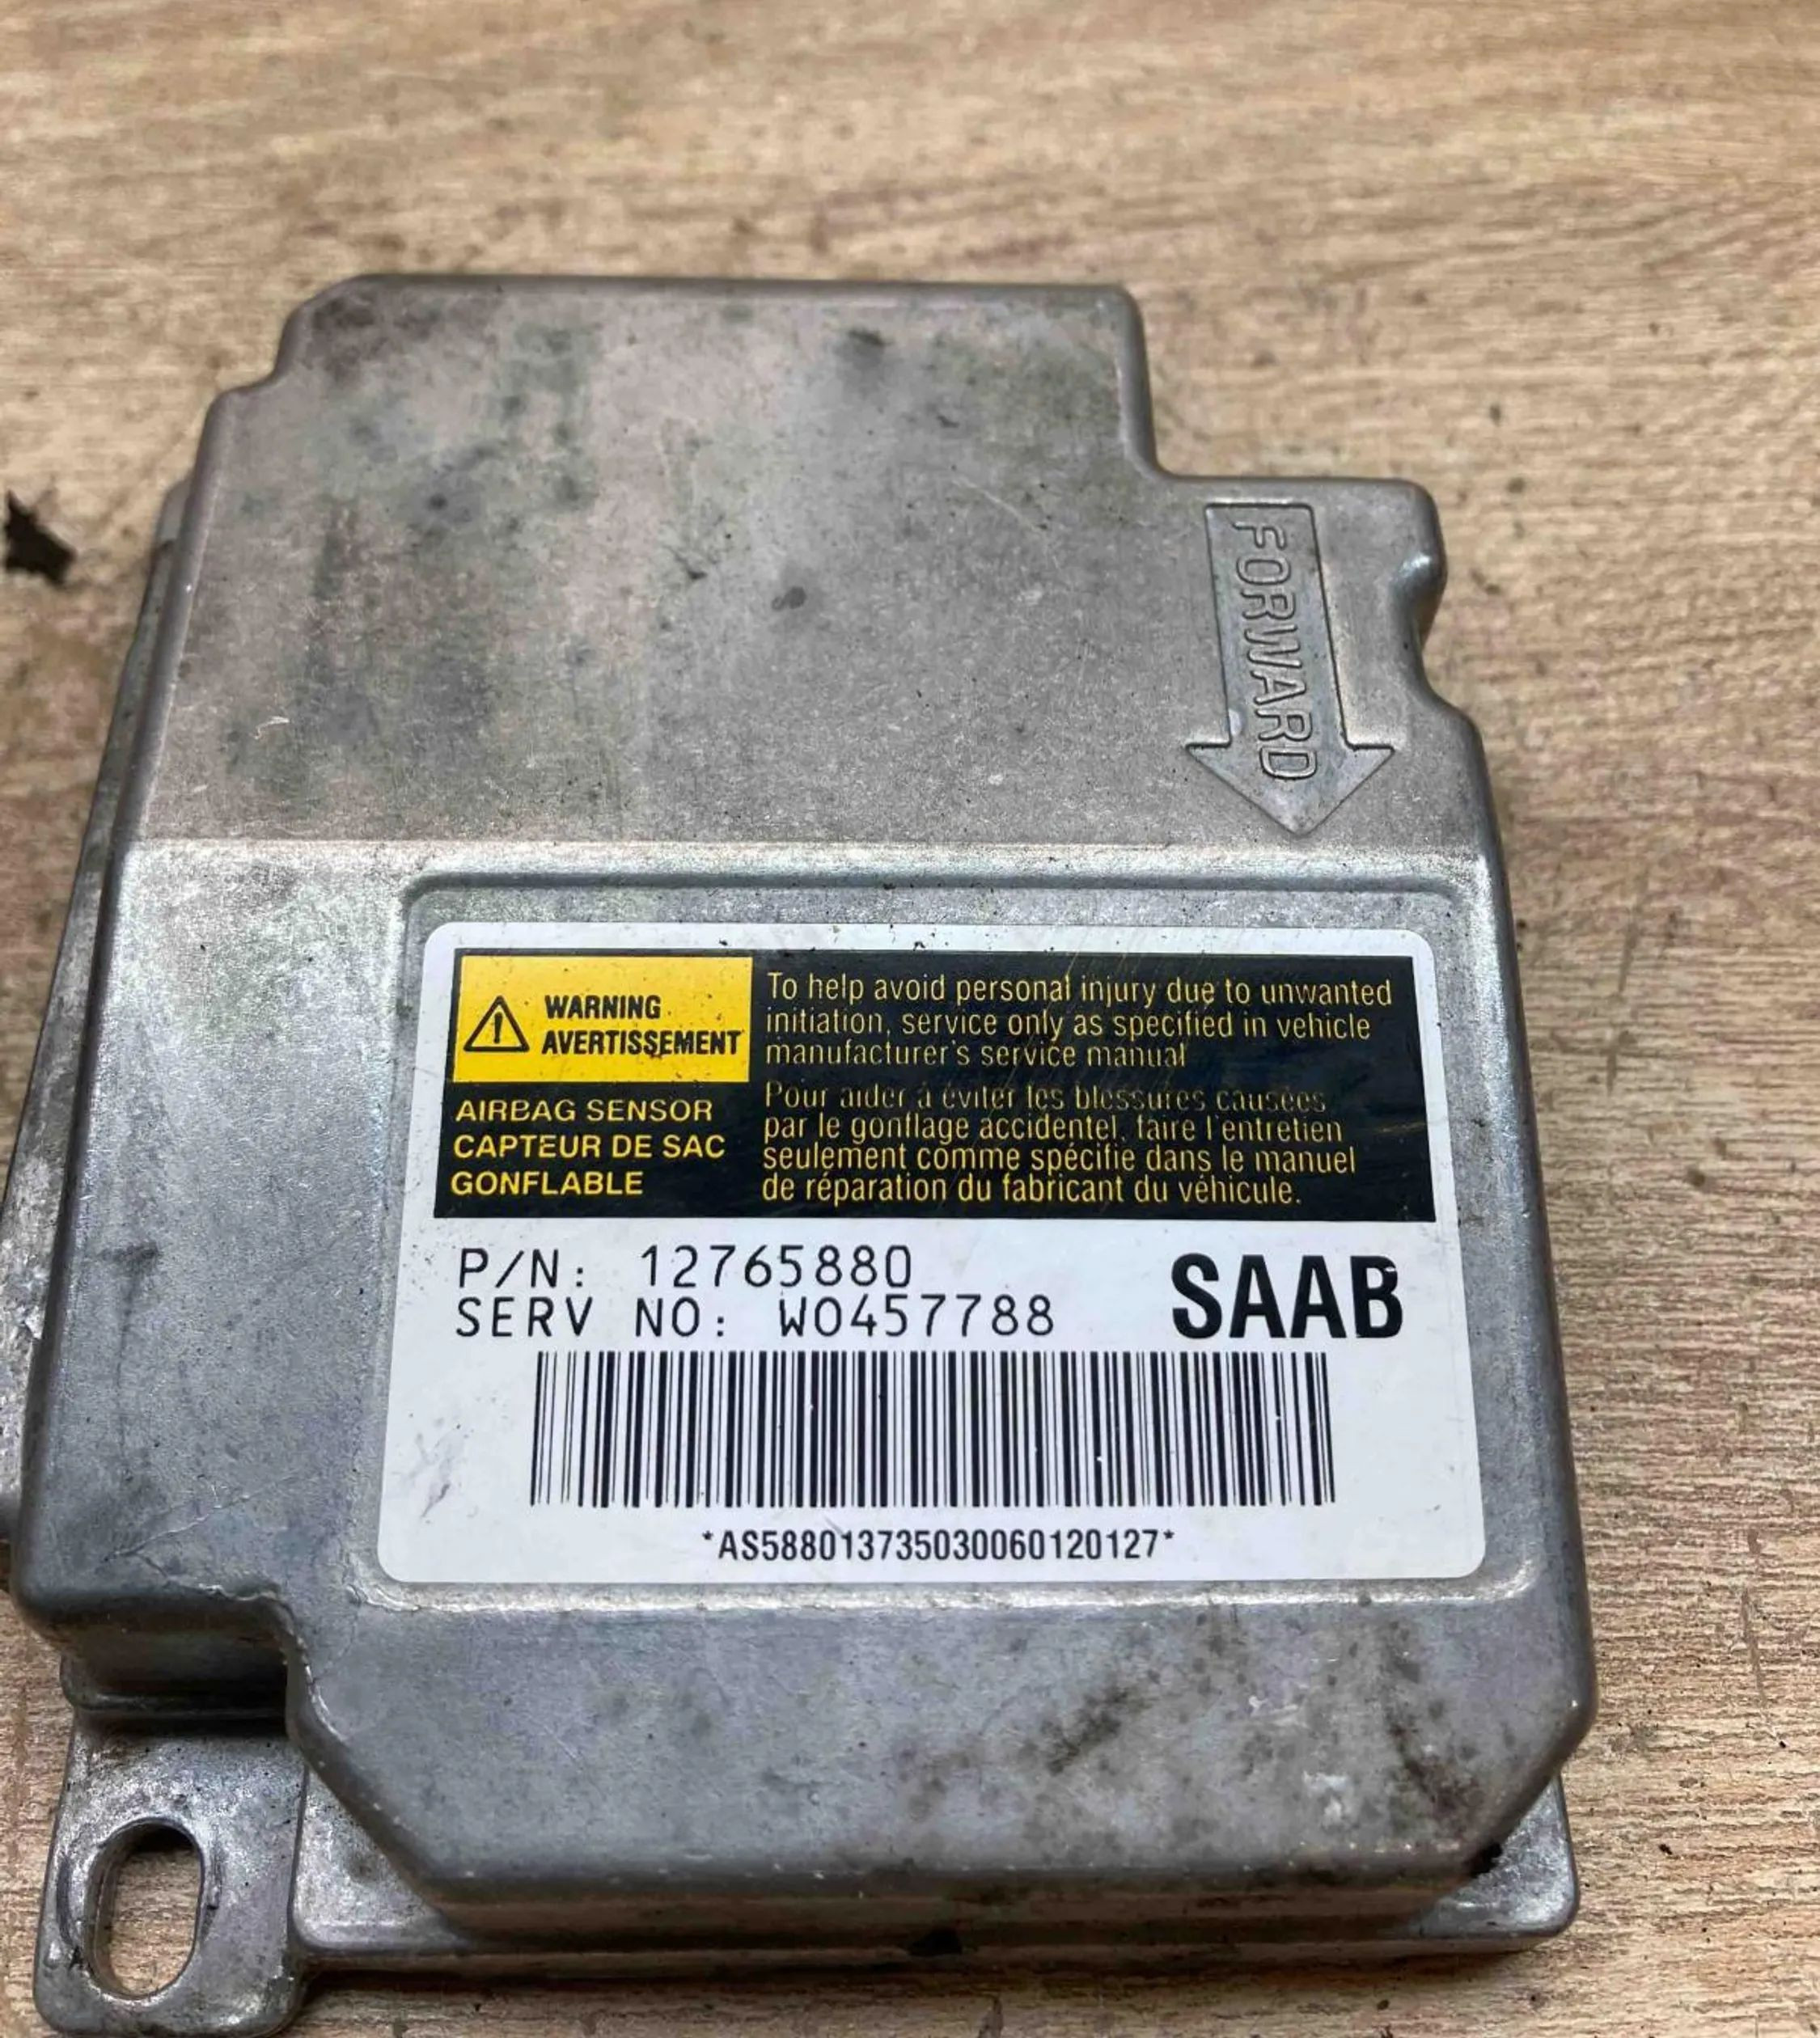 FORWARD
WARNING
AVERTISSEMENT
AIRBAG SENSOR
CAPTEUR DE SAC
GONFLABLE
To help avoid personal injury due to unwanted
initiation, service only as specified in vehicle
manufacturer's service manual
Pour aider à éviter les blessures causées
par le gonflage accidentel, faire l'entretien
seulement comme spécifie dans le manuel
de réparation du fabricant du véhicule.
P/N: 12765880
SERV NO: W0457788
SAAB
*AS588013735030060120127*